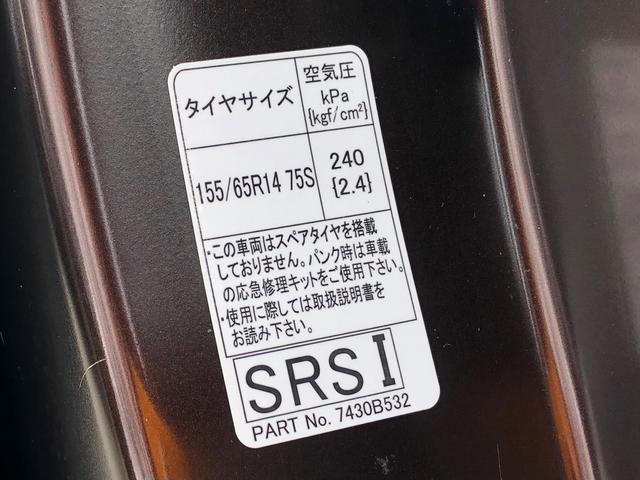 タイヤサイズ
空気圧
kPa
{kgf/cm²}
155/65R14 75S
240
{2.4}
・この車両はスペアタイヤを搭載
しておりません。パンク時は車載
の応急修理キットをご使用下さい。
・使用に際しては取扱説明書を
お読み下さい。
SRS I
PART No. 7430B532